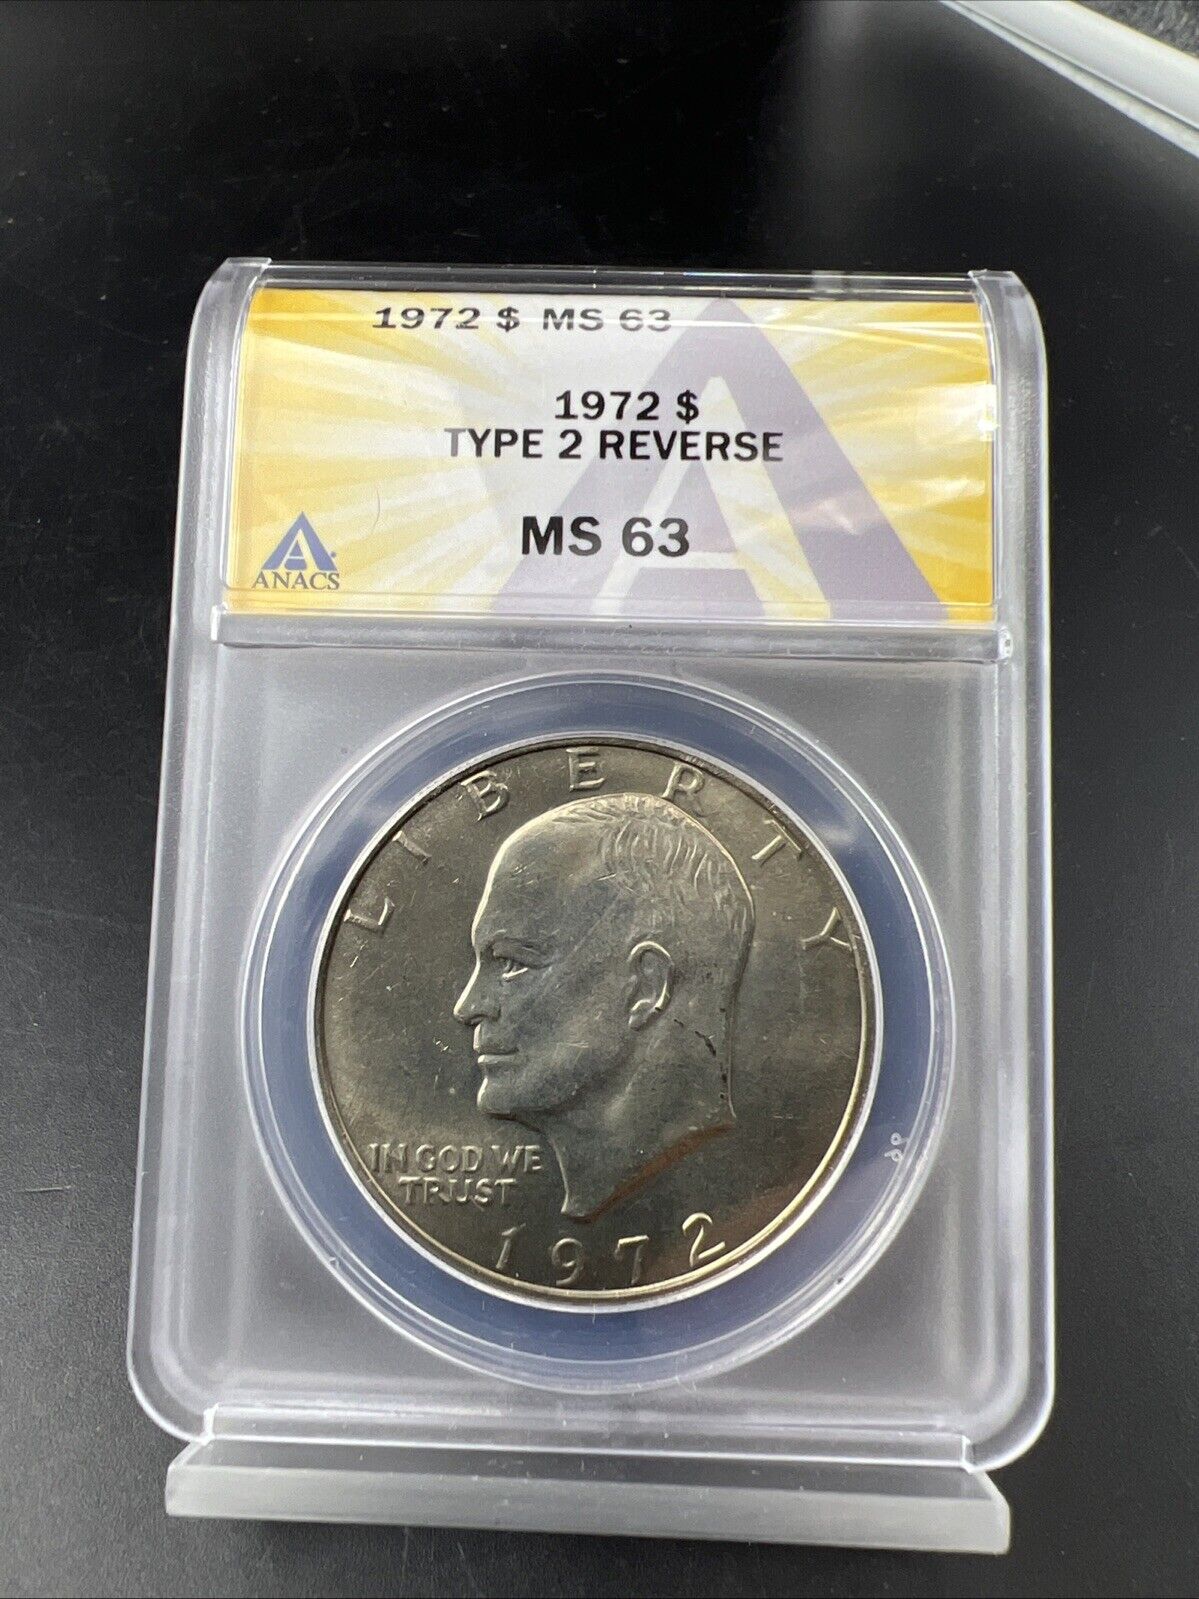 1972 $ MS 63
1972 $
TYPE 2 REVERSE
MS 63
ANACS
LIBERTY
IN GOD WE
TRUST
1972